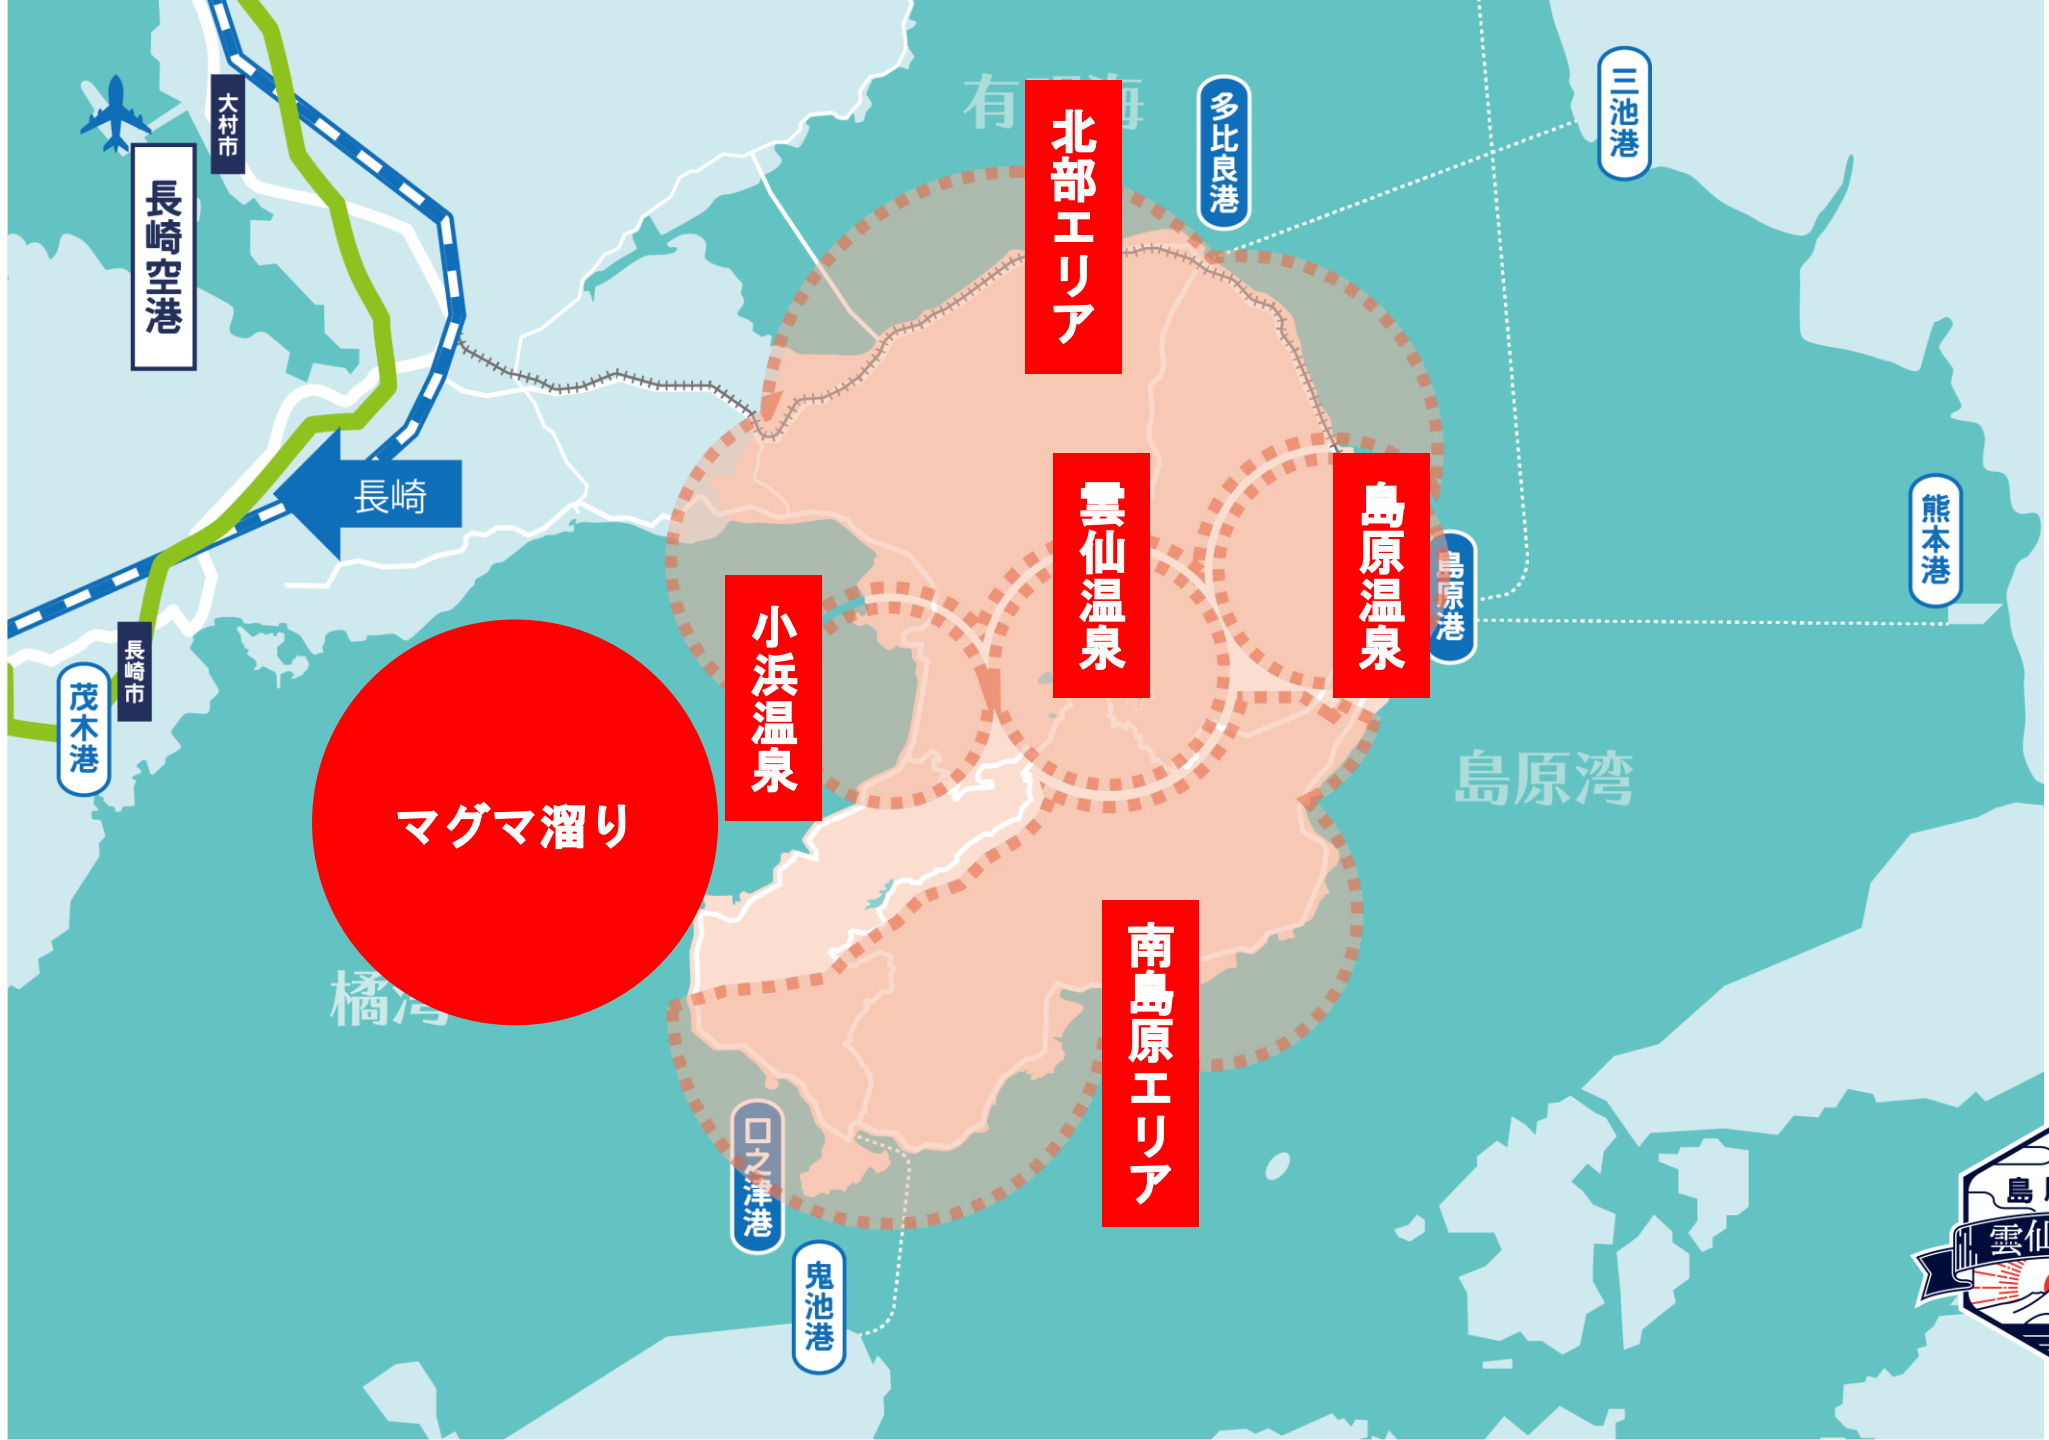 有明海
北部エリア
多比良港
三池港
大村市
長崎空港
長崎
雲仙温泉
島原温泉
島原港
熊本港
小浜温泉
長崎市
茂木港
マグマ溜り
島原湾
南島原エリア
橘湾
口之津港
鬼池港
島
雲仙